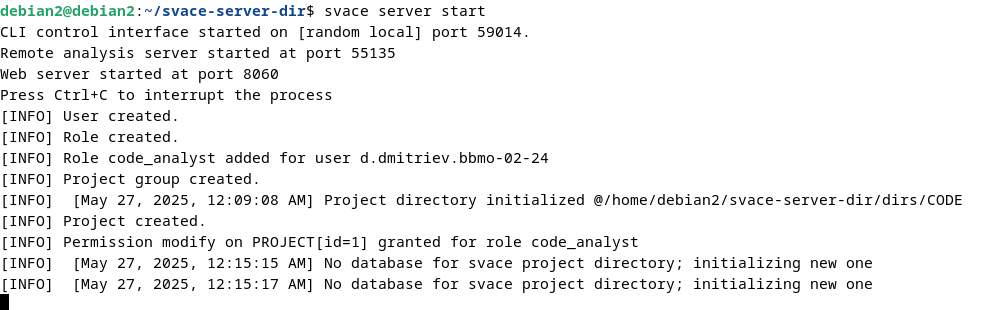 debian2@debian2:~/svace-server-dir$ svace server start
CLI control interface started on [random local] port 59014.
Remote analysis server started at port 55135
Web server started at port 8060
Press Ctrl+C to interrupt the process
[INFO] User created.
[INFO] Role created.
[INFO] Role code_analyst added for user d.dmitriev.bbmo-02-24
[INFO] Project group created.
[INFO]  [May 27, 2025, 12:09:08 AM] Project directory initialized @/home/debian2/svace-server-dir/dirs/CODE
[INFO] Project created.
[INFO] Permission modify on PROJECT[id=1] granted for role code_analyst
[INFO]  [May 27, 2025, 12:15:15 AM] No database for svace project directory; initializing new one
[INFO]  [May 27, 2025, 12:15:17 AM] No database for svace project directory; initializing new one